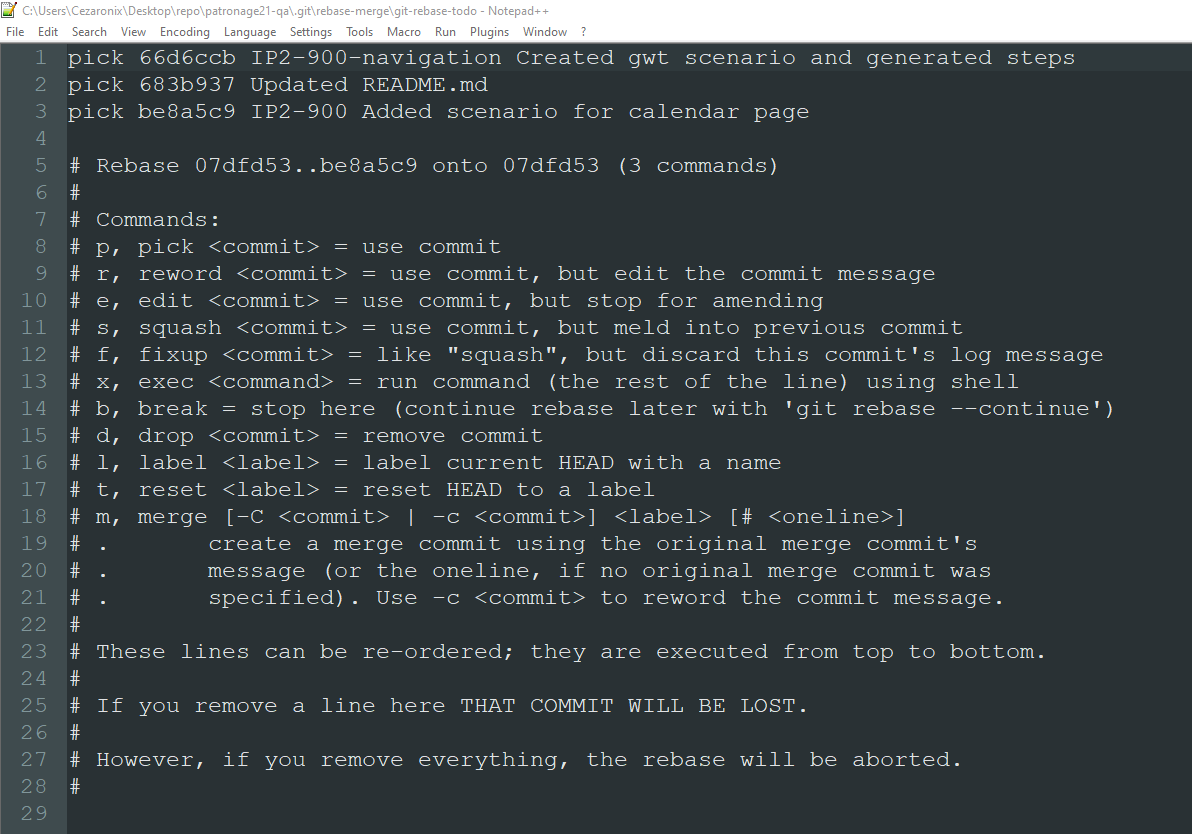 C:\Users\Cezaronix\Desktop\repo\patronage21-qa\.git\rebase-merge\git-rebase-todo - Notepad++
File Edit Search View Encoding Language Settings Tools Macro Run Plugins Window ?
1 pick 66d6ccb IP2-900-navigation Created gwt scenario and generated steps
2 pick 683b937 Updated README.md
3 pick be8a5c9 IP2-900 Added scenario for calendar page
4
5 # Rebase 07dfd53..be8a5c9 onto 07dfd53 (3 commands)
6 #
7 # Commands:
8 # p, pick <commit> = use commit
9 # r, reword <commit> = use commit, but edit the commit message
10 # e, edit <commit> = use commit, but stop for amending
11 # s, squash <commit> = use commit, but meld into previous commit
12 # f, fixup <commit> = like "squash", but discard this commit's log message
13 # x, exec <command> = run command (the rest of the line) using shell
14 # b, break = stop here (continue rebase later with 'git rebase --continue')
15 # d, drop <commit> = remove commit
16 # l, label <label> = label current HEAD with a name
17 # t, reset <label> = reset HEAD to a label
18 # m, merge [-C <commit> | -c <commit>] <label> [# <oneline>]
19 # .       create a merge commit using the original merge commit's
20 # .       message (or the oneline, if no original merge commit was
21 # .       specified). Use -c <commit> to reword the commit message.
22 #
23 # These lines can be re-ordered; they are executed from top to bottom.
24 #
25 # If you remove a line here THAT COMMIT WILL BE LOST.
26 #
27 # However, if you remove everything, the rebase will be aborted.
28 #
29